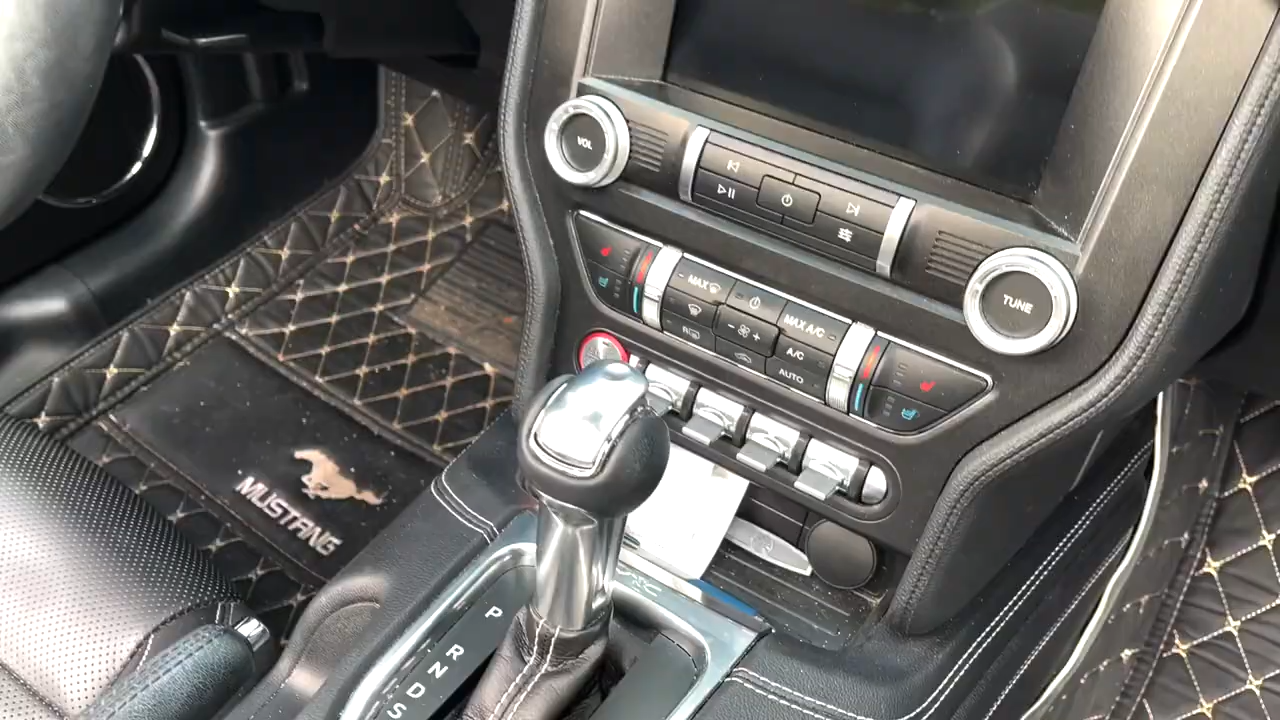 VOL
TUNE
MAX
MAX A/C
A/C
R
AUTO
MUSTANG
P
R
N
D
S